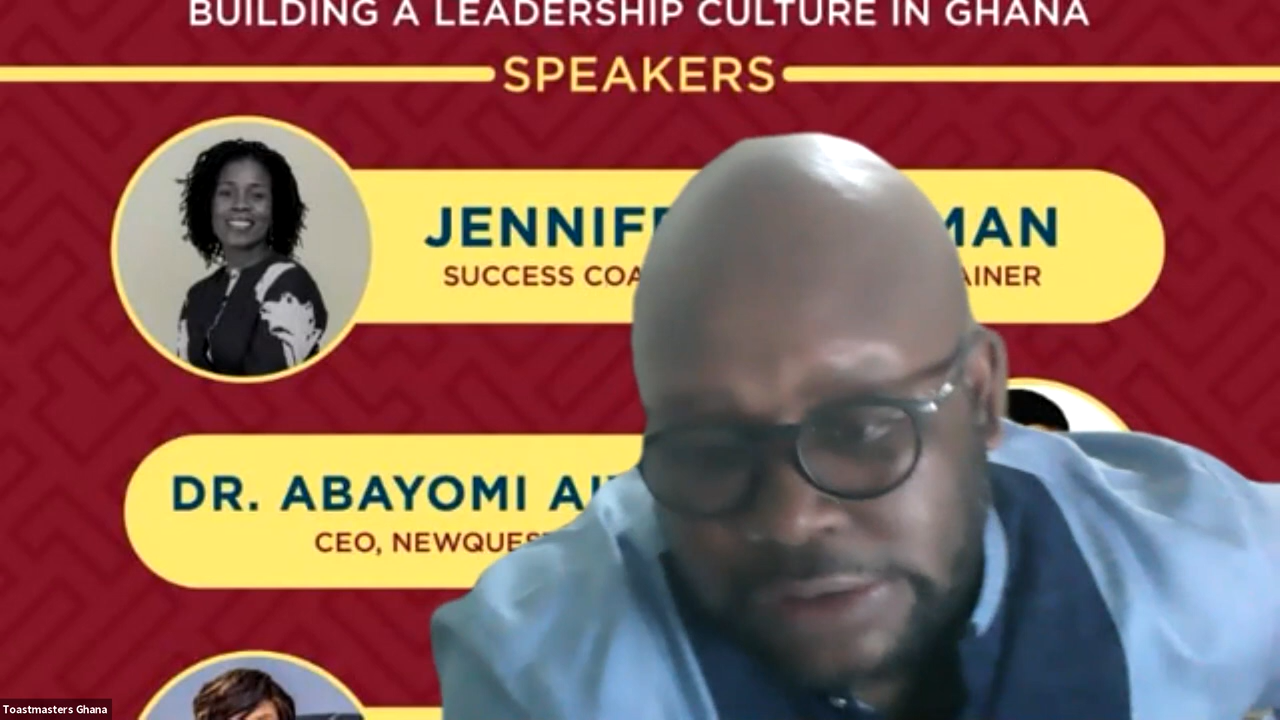 BUILDING A LEADERSHIP CULTURE IN GHANA
SPEAKERS
JENNIF MAN
SUCCESS COA AINER
DR. ABAYOMI AI
CEO, NEWQUES
Toastmasters Ghana